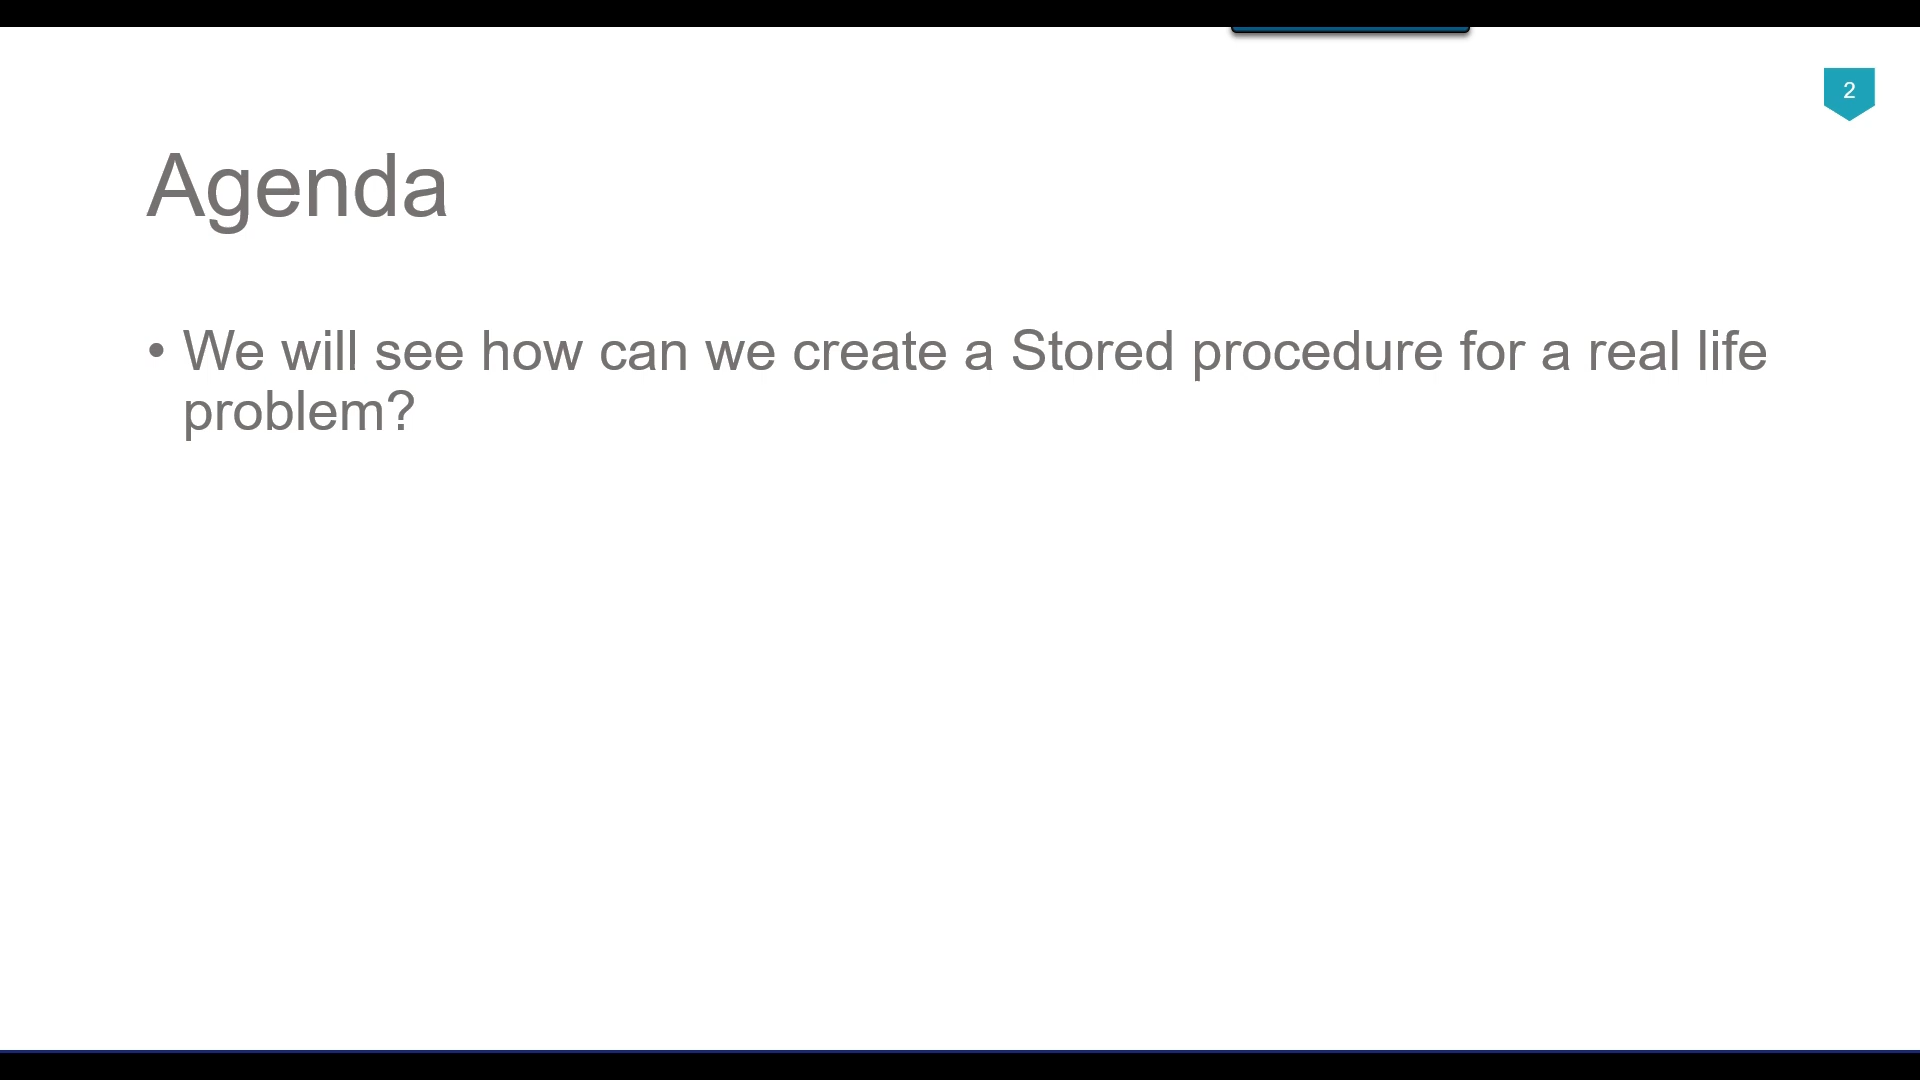 2
Agenda
• We will see how can we create a Stored procedure for a real life
problem?